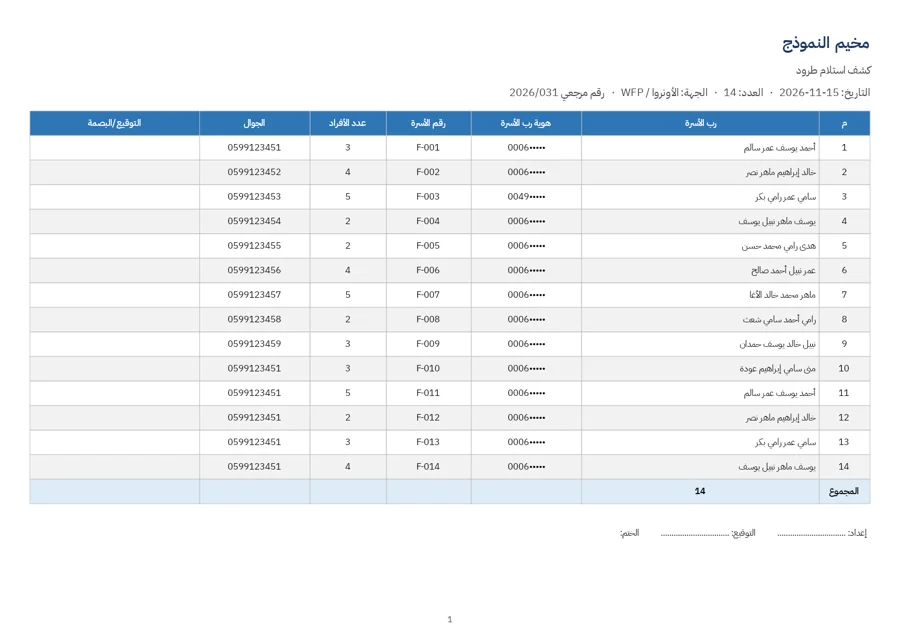 مخيم النموذج
كشف استلام طرود
التاريخ: 15-11-2026 · العدد: 14 · الجهة: الأونروا / WFP · رقم مرجعي 2026/031
م رب الأسرة هوية رب الأسرة رقم الأسرة عدد الأفراد الجوال التوقيع/البصمة
1 أحمد يوسف عمر سالم 0006••••• F-001 3 0599123451
2 خالد إبراهيم ماهر نصر 0006••••• F-002 4 0599123452
3 سامي عمر رامي بكر 0049••••• F-003 5 0599123453
4 يوسف ماهر نبيل يوسف 0006••••• F-004 2 0599123454
5 هدى رامي محمد حسن 0006••••• F-005 2 0599123455
6 عمر نبيل أحمد صالح 0006••••• F-006 4 0599123456
7 ماهر محمد خالد الأغا 0006••••• F-007 5 0599123457
8 رامي أحمد سامي شعث 0006••••• F-008 2 0599123458
9 نبيل خالد يوسف حمدان 0006••••• F-009 3 0599123459
10 منى سامي إبراهيم عودة 0006••••• F-010 3 0599123451
11 أحمد يوسف عمر سالم 0006••••• F-011 5 0599123451
12 خالد إبراهيم ماهر نصر 0006••••• F-012 2 0599123451
13 سامي عمر رامي بكر 0006••••• F-013 3 0599123451
14 يوسف ماهر نبيل يوسف 0006••••• F-014 4 0599123451
المجموع 14
إعداد: ................................ التوقيع: ................................ الختم:
1